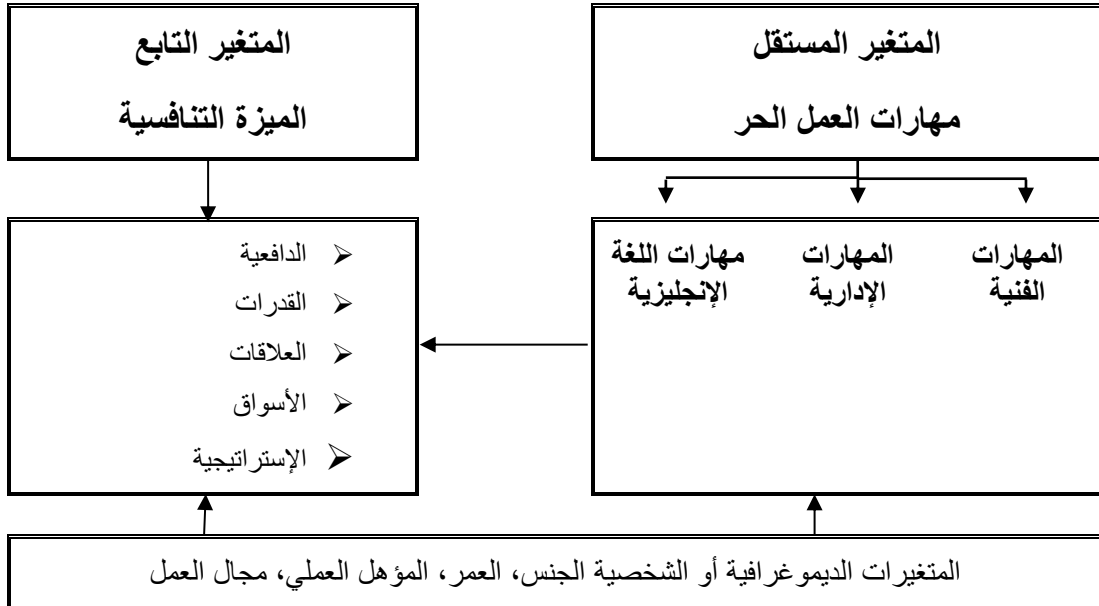 المتغير المستقل
مهارات العمل الحر
المتغير التابع
الميزة التنافسية
المهارات
الفنية
المهارات
الإدارية
مهارات اللغة
الإنجليزية
الدافعية
القدرات
العلاقات
الأسواق
الإستراتيجية
المتغيرات الديموغرافية أو الشخصية الجنس، العمر، المؤهل العملي، مجال العمل